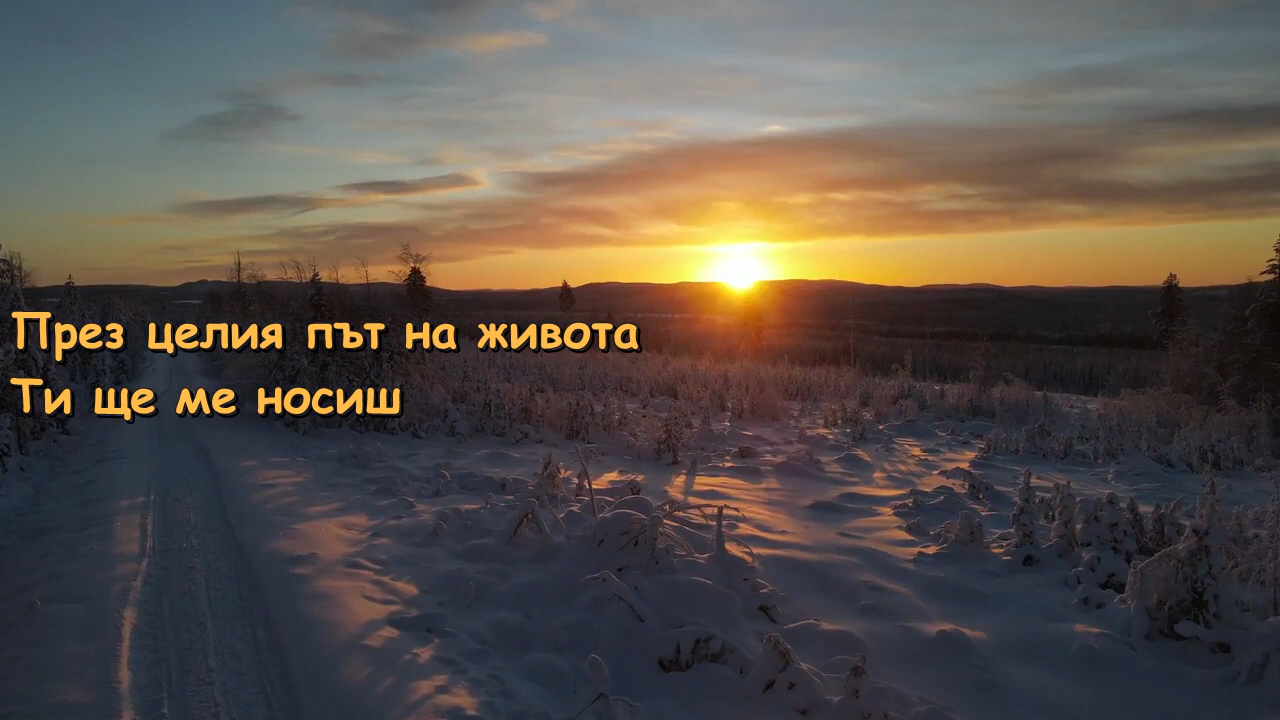 През целия път на живота
Ти ще ме носиш